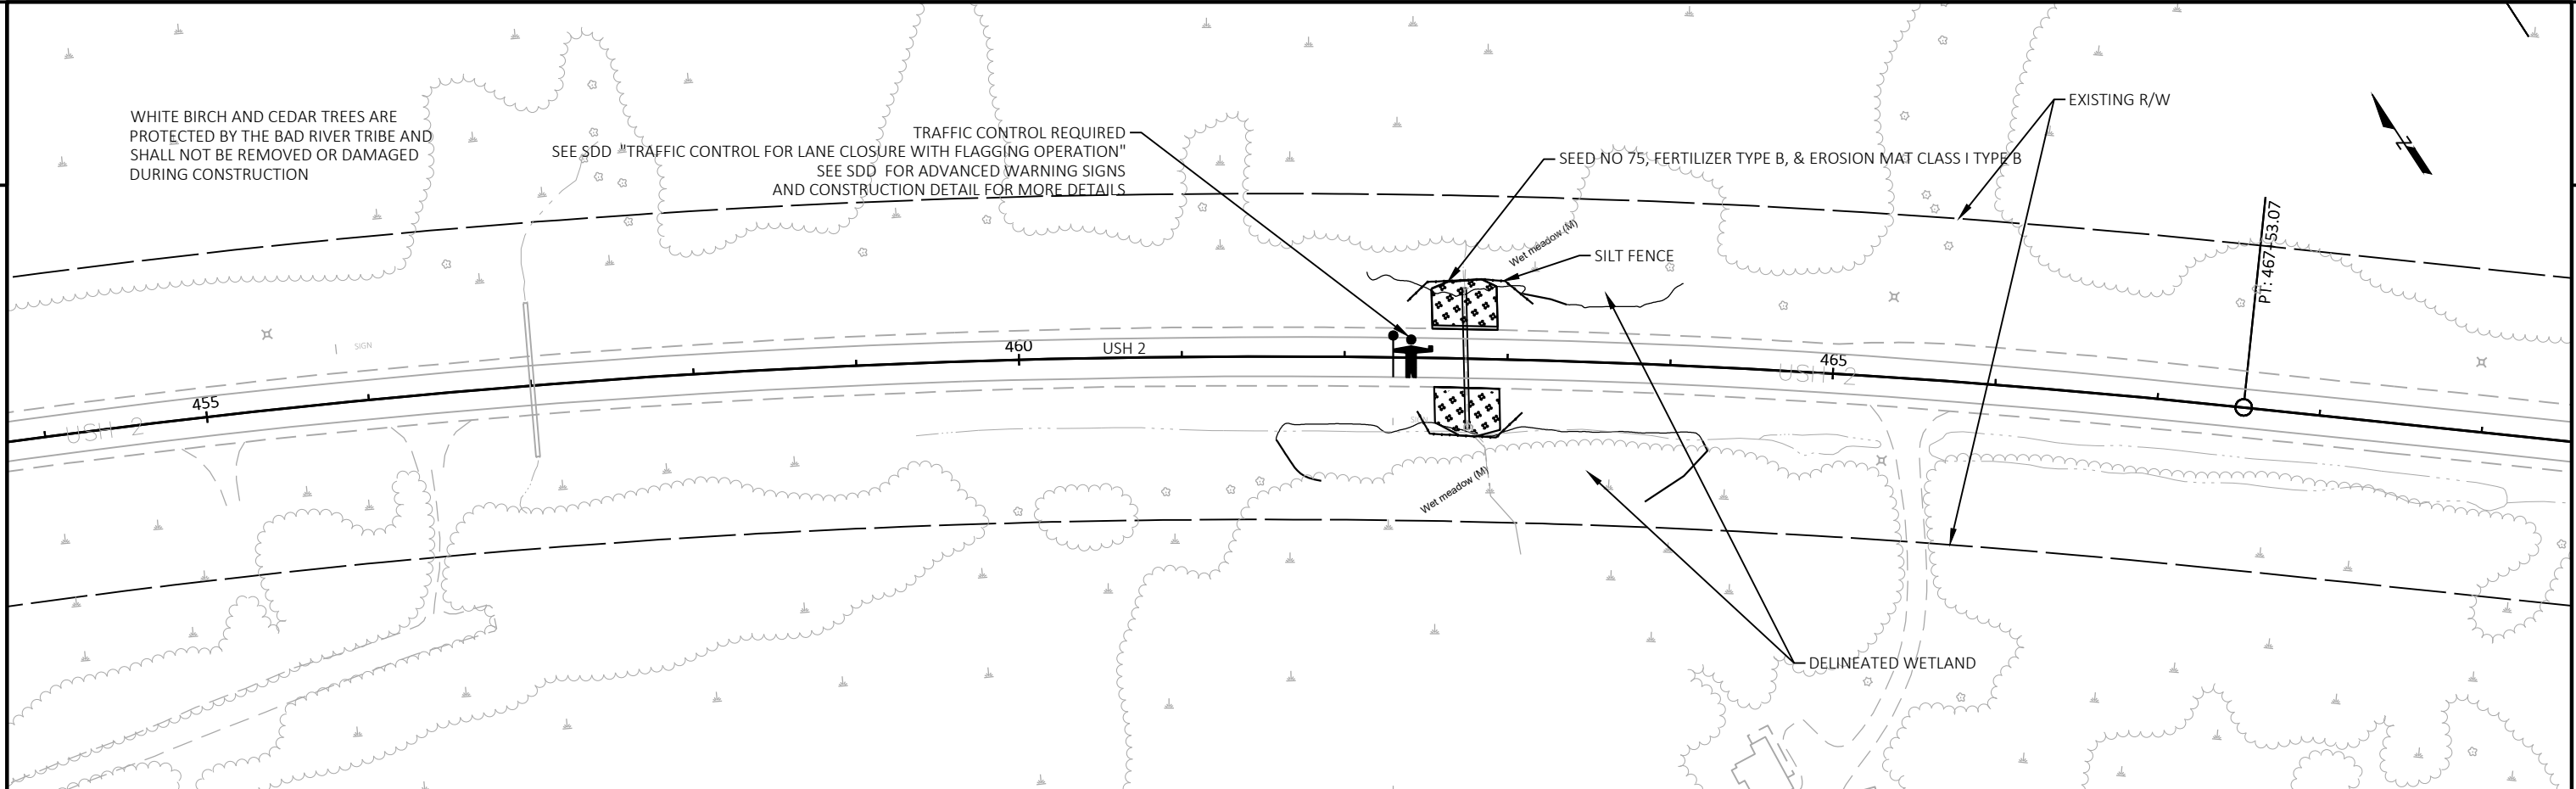 WHITE BIRCH AND CEDAR TREES ARE
PROTECTED BY THE BAD RIVER TRIBE AND
SHALL NOT BE REMOVED OR DAMAGED
DURING CONSTRUCTION
TRAFFIC CONTROL REQUIRED
SEE SDD "TRAFFIC CONTROL FOR LANE CLOSURE WITH FLAGGING OPERATION"
SEE SDD FOR ADVANCED WARNING SIGNS
AND CONSTRUCTION DETAIL FOR MORE DETAILS
EXISTING R/W
SEED NO 75, FERTILIZER TYPE B, & EROSION MAT CLASS I TYPE B
N
Wet meadow (M)
SILT FENCE
PT: 467+53.07
SIGN
460
USH 2
465
USH 2
455
USH 2
SIGN
Wet meadow (M)
DELINEATED WETLAND